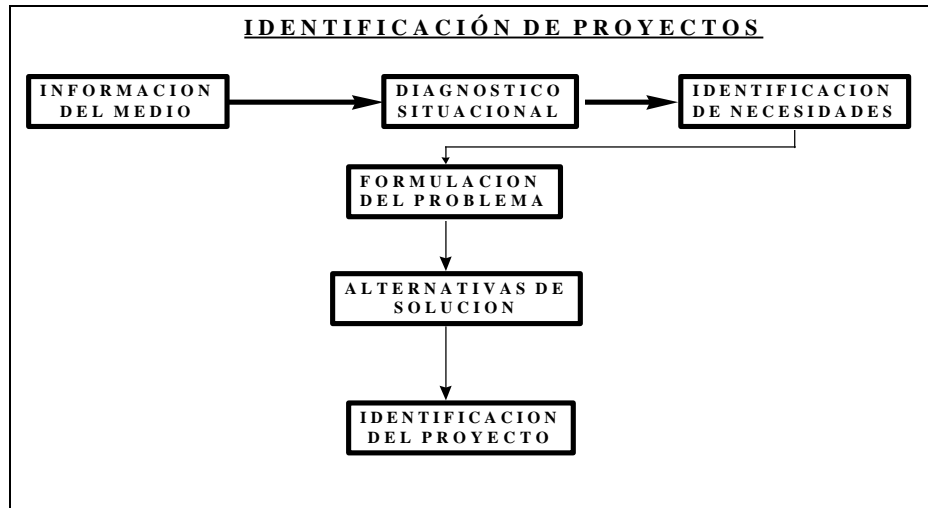 IDENTIFICACIÓN DE PROYECTOS
INFORMACION
DEL MEDIO
DIAGNOSTICO
SITUACIONAL
IDENTIFICACION
DE NECESIDADES
FORMULACION
DEL PROBLEMA
ALTERNATIVAS DE
SOLUCION
IDENTIFICACION
DEL PROYECTO